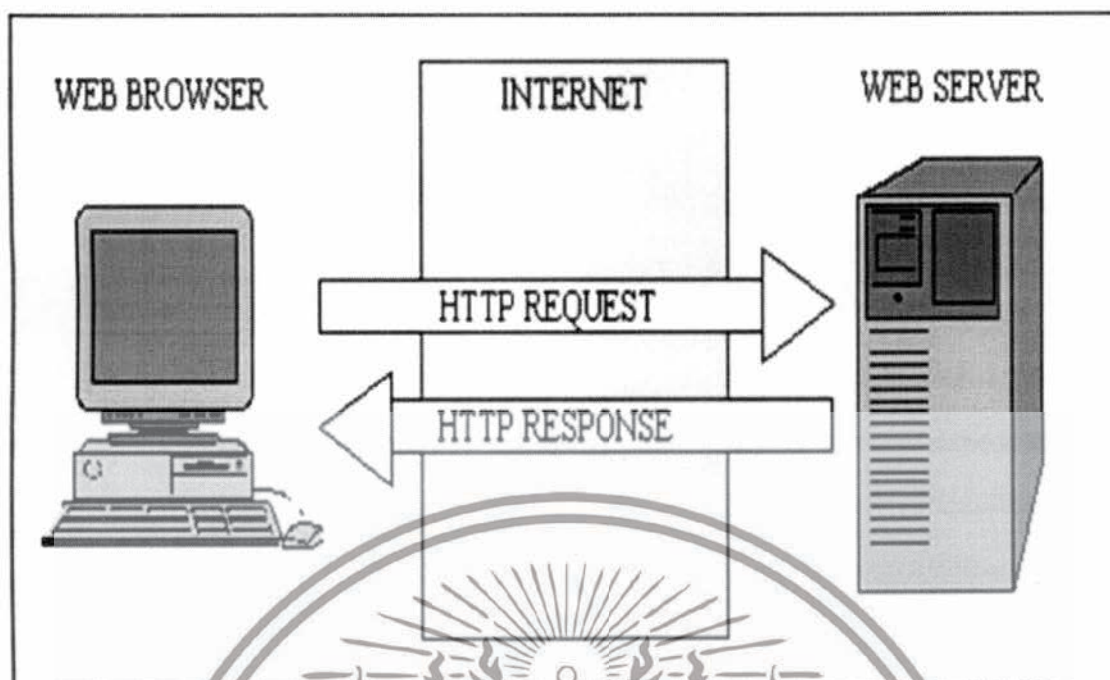 WEB BROWSER
INTERNET
WEB SERVER
HTTP REQUEST
HTTP RESPONSE